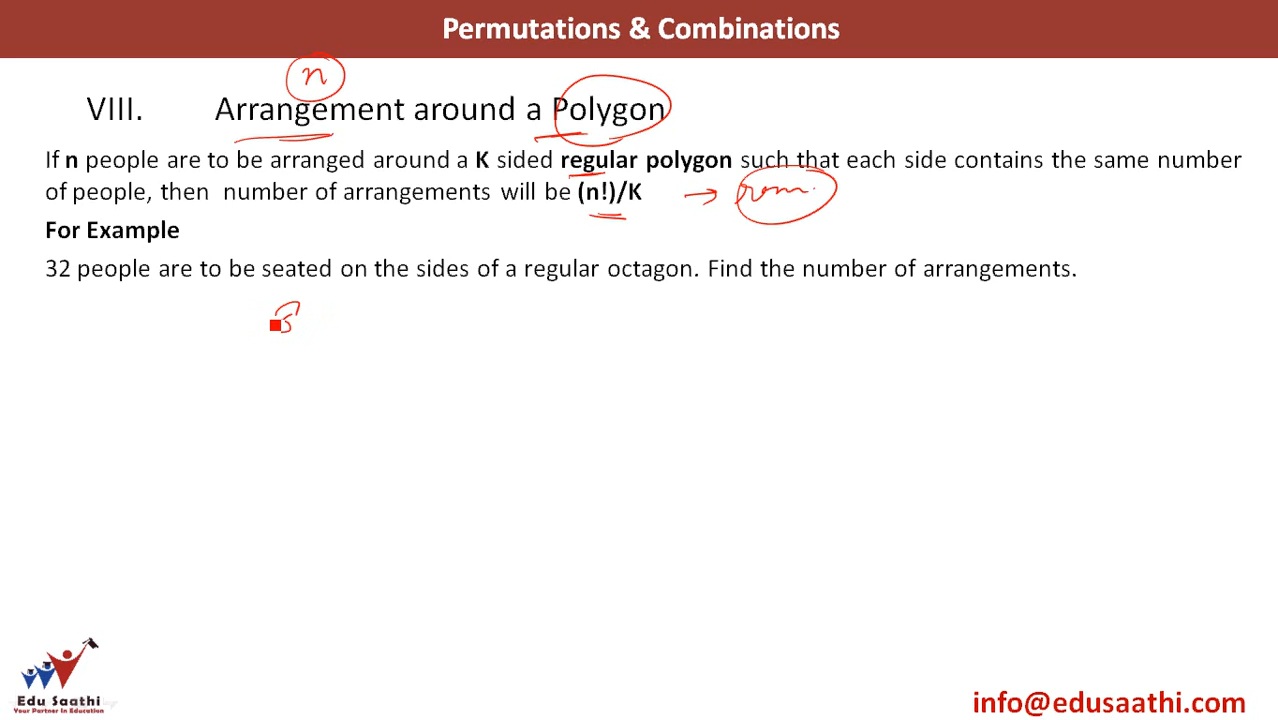 Permutations & Combinations
n
VIII. Arrangement around a Polygon
If n people are to be arranged around a K sided regular polygon such that each side contains the same number
of people, then number of arrangements will be (n!)/K →
For Example
32 people are to be seated on the sides of a regular octagon. Find the number of arrangements.
Edu Saathi
Your Partner in Education
info@edusaathi.com